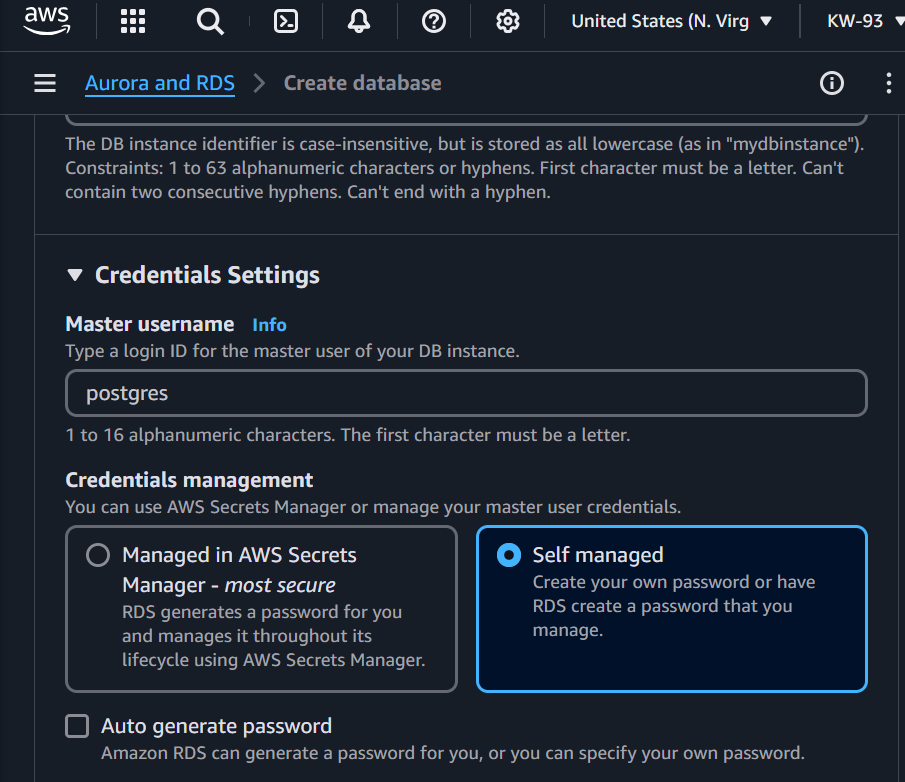 aws
United States (N. Virg
KW-93
Aurora and RDS
Create database
The DB instance identifier is case-insensitive, but is stored as all lowercase (as in "mydbinstance").
Constraints: 1 to 63 alphanumeric characters or hyphens. First character must be a letter. Can't
contain two consecutive hyphens. Can't end with a hyphen.
Credentials Settings
Master username Info
Type a login ID for the master user of your DB instance.
postgres
1 to 16 alphanumeric characters. The first character must be a letter.
Credentials management
You can use AWS Secrets Manager or manage your master user credentials.
Managed in AWS Secrets
Manager - most secure
RDS generates a password for you
and manages it throughout its
lifecycle using AWS Secrets Manager.
Self managed
Create your own password or have
RDS create a password that you
manage.
Auto generate password
Amazon RDS can generate a password for you, or you can specify your own password.